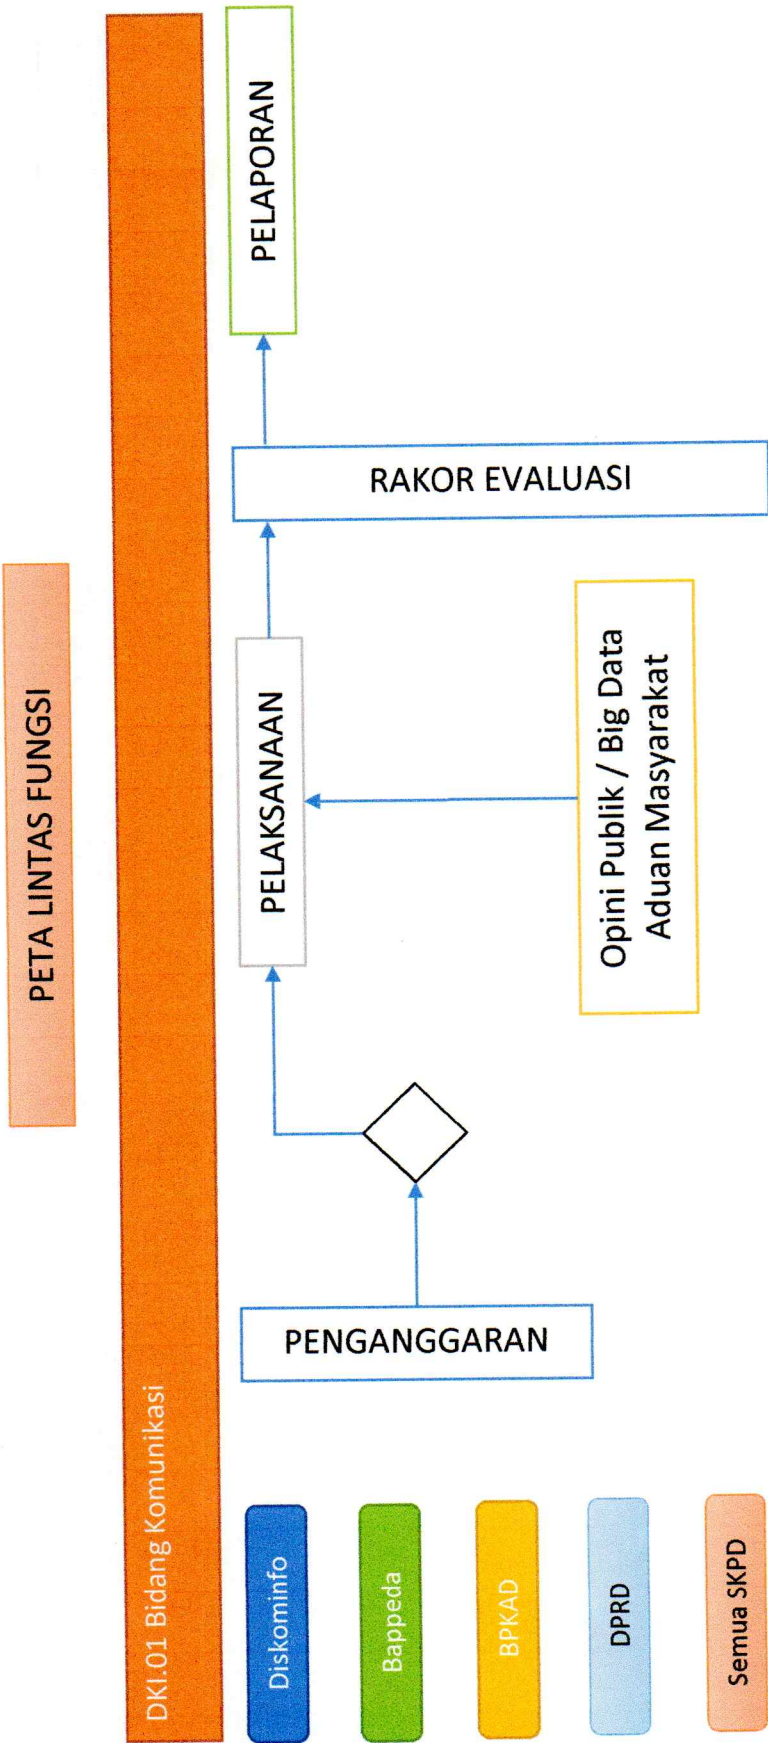 PETA LINTAS FUNGSI
DKI.01 Bidang Komunikasi
Diskominfo
Bappeda
BPKAD
DPRD
Semua SKPD
PENGANGGARAN
PELAKSANAAN
Opini Publik / Big Data
Aduan Masyarakat
RAKOR EVALUASI
PELAPORAN